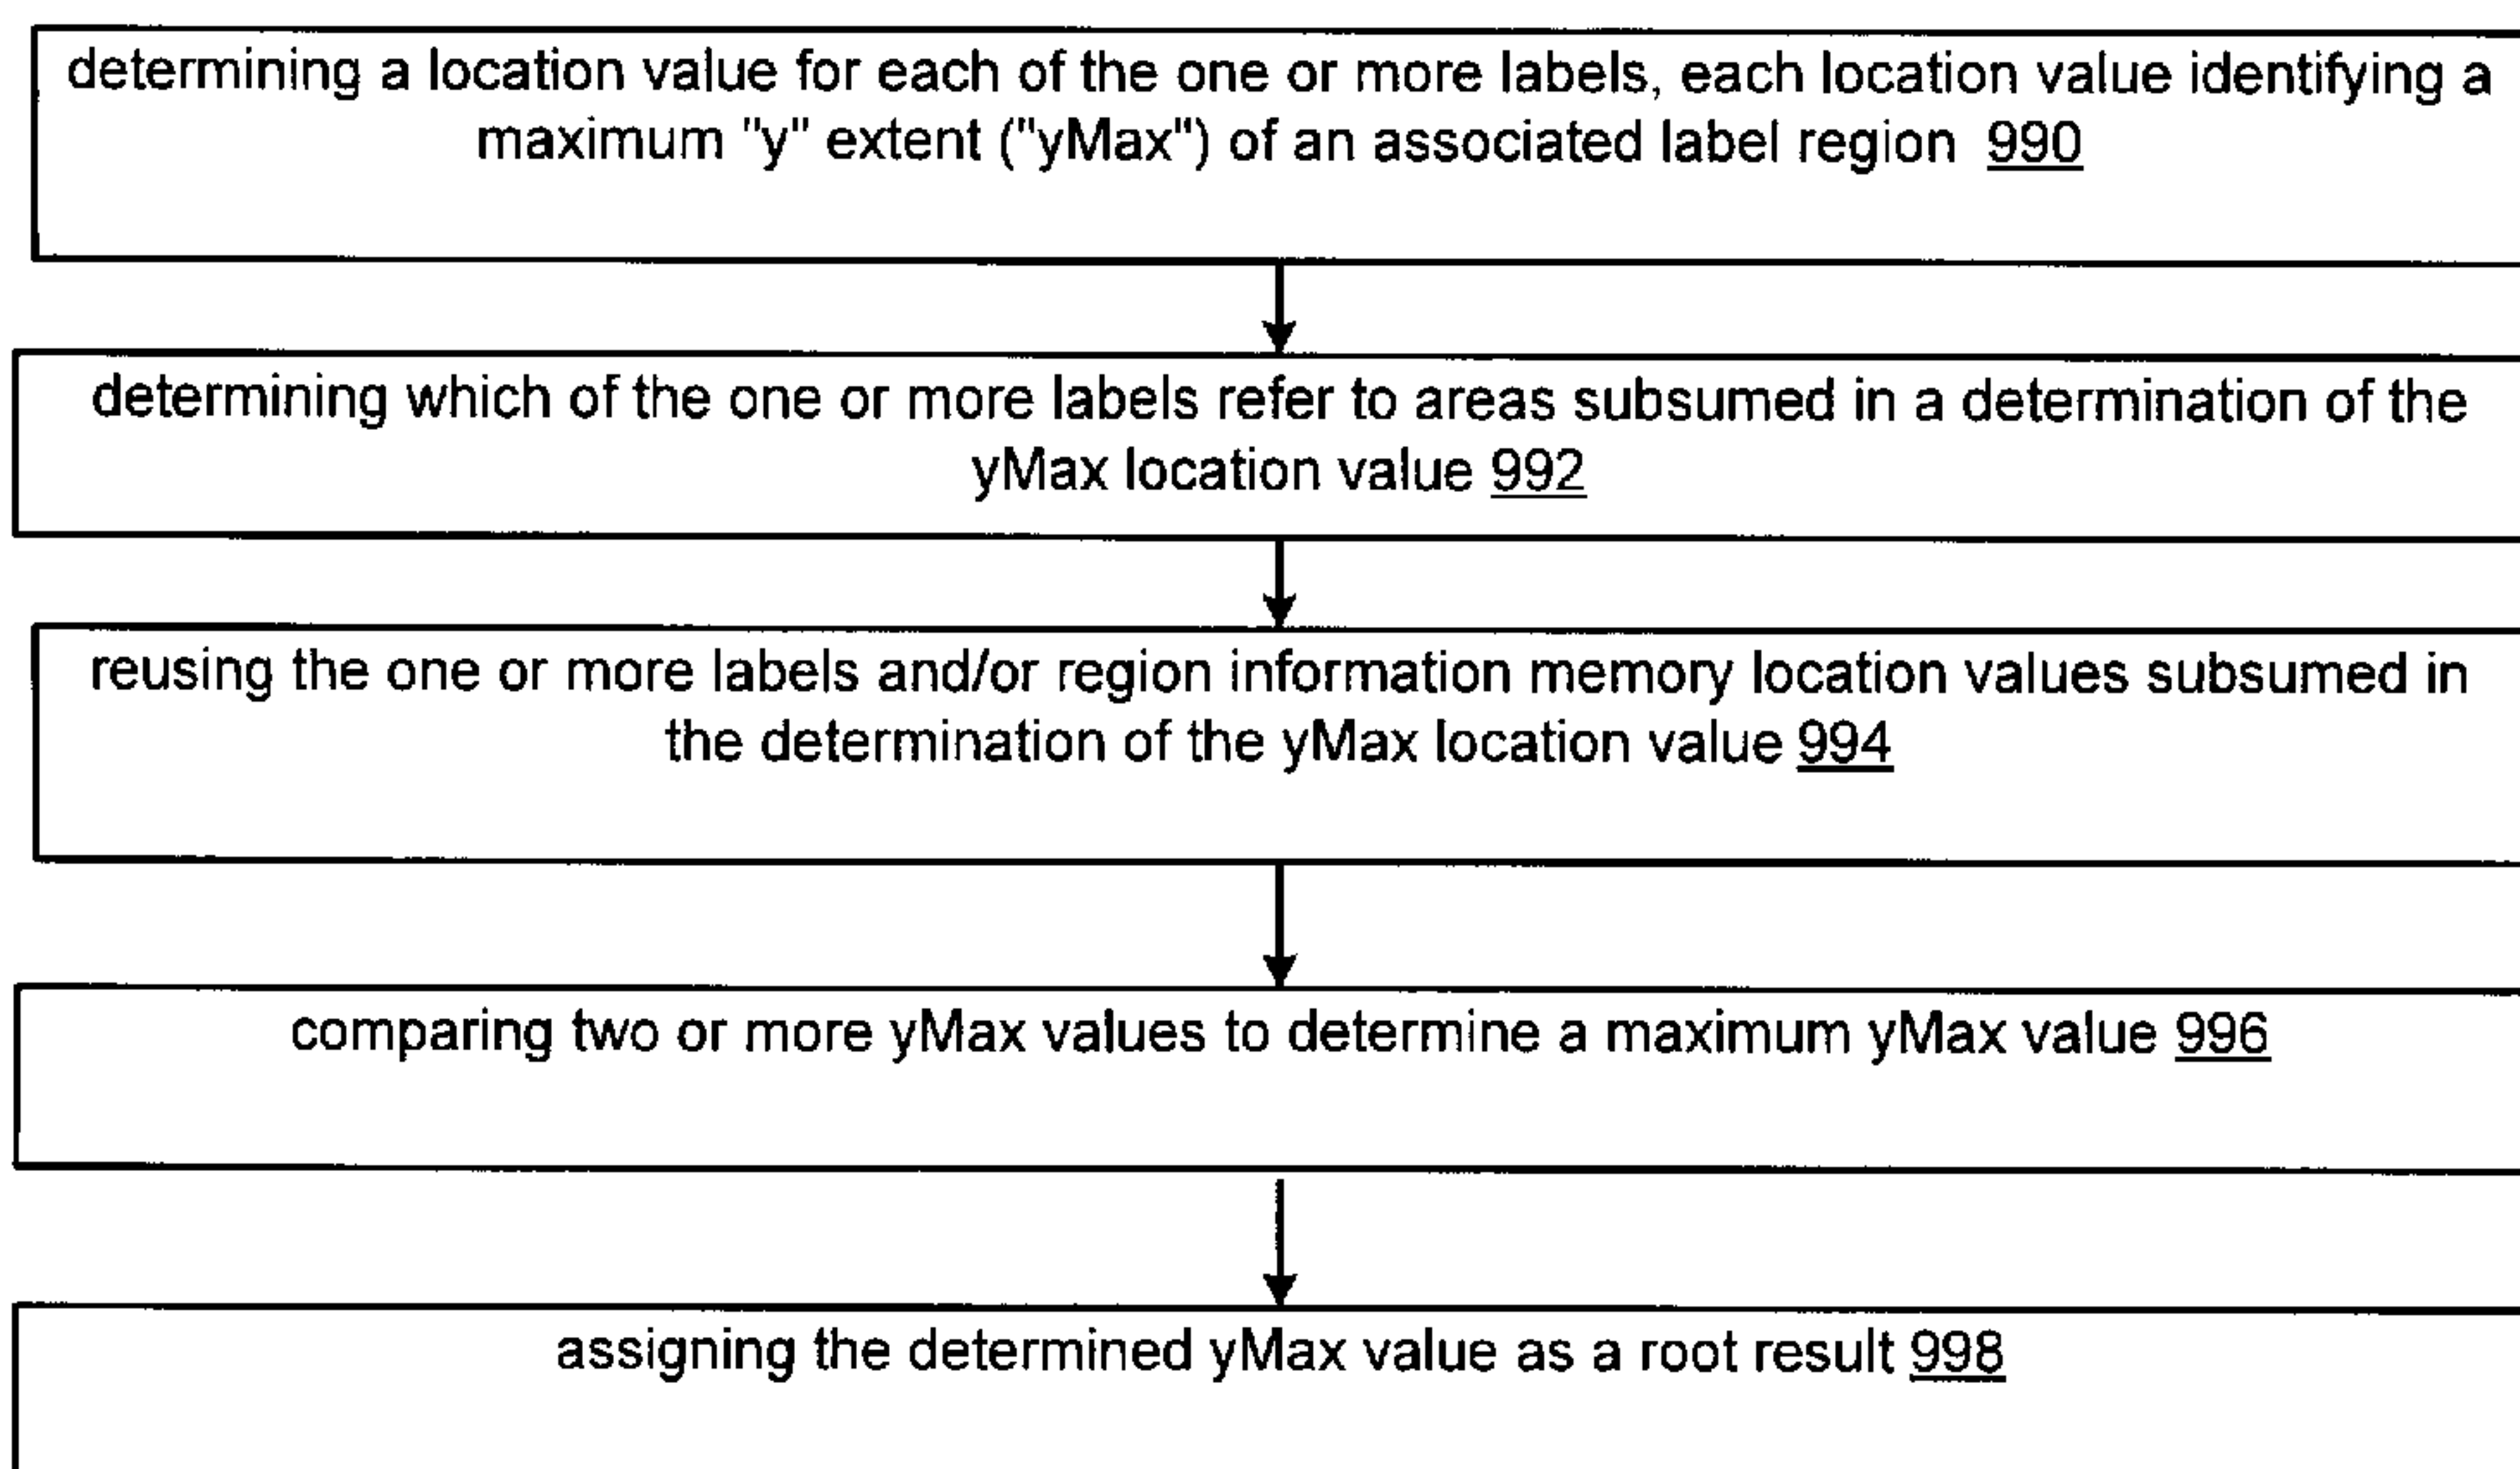 determining a location value for each of the one or more labels, each location value identifying a
maximum "y" extent ("yMax") of an associated label region 990
determining which of the one or more labels refer to areas subsumed in a determination of the
yMax location value 992
reusing the one or more labels and/or region information memory location values subsumed in
the determination of the yMax location value 994
comparing two or more yMax values to determine a maximum yMax value 996
assigning the determined yMax value as a root result 998